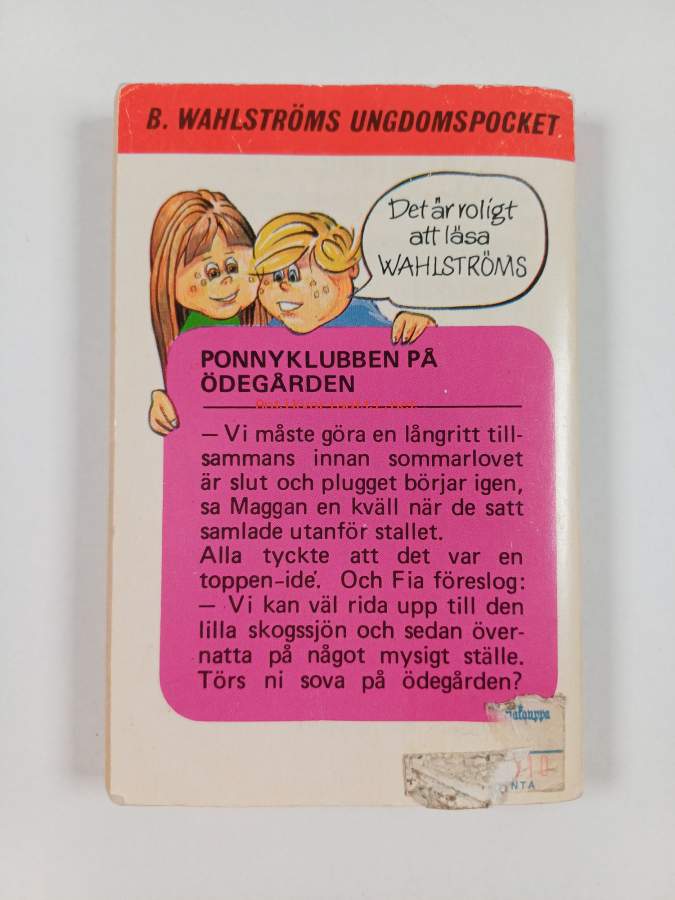 B. WAHLSTRÖMS UNGDOMSPOCKET
Det är roligt
att läsa
WAHLSTRÖMS
PONNYKLUBBEN PÅ
ÖDEGÅRDEN
— Vi måste göra en långritt till-
sammans innan sommarlovet
är slut och plugget börjar igen,
sa Maggan en kväll när de satt
samlade utanför stallet.
Alla tyckte att det var en
toppen-idé. Och Fia föreslog:
— Vi kan väl rida upp till den
lilla skogssjön och sedan över-
natta på något mysigt ställe.
Törs ni sova på ödegården?